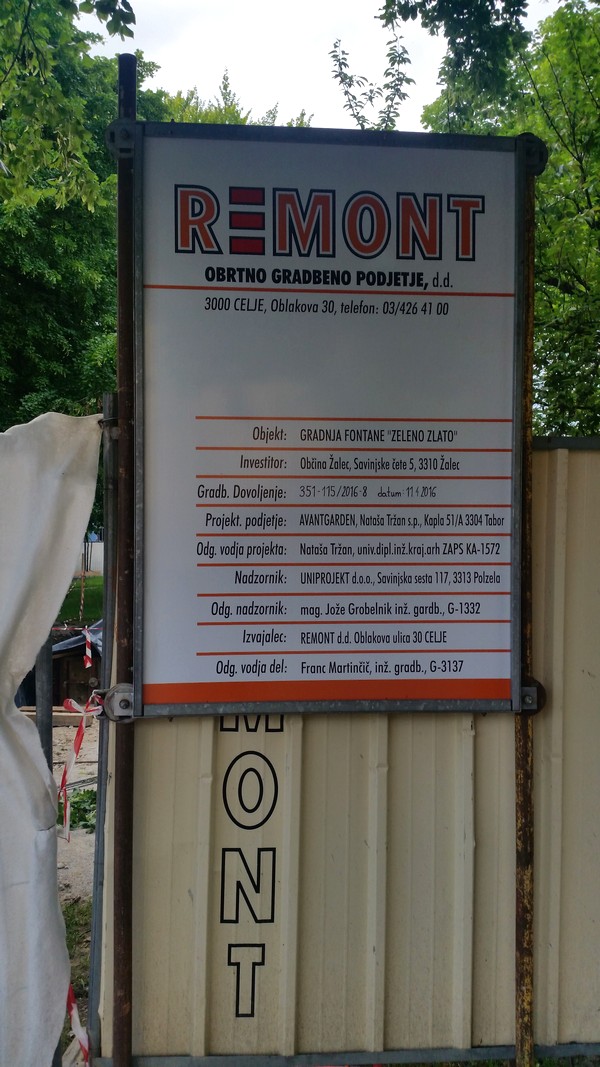 REMONT
OBRTNO GRADBENO PODJETJE, d.d.
3000 CELJE, Oblakova 30, telefon: 03/426 41 00
Objekt: GRADNJA FONTANE "ZELENO ZLATO"
Investitor: Občina Žalec, Savinjske čete 5, 3310 Žalec
Gradb. Dovoljenje: 351-115/2016-8 datum: 11.4.2016
Projekt. podjetje: AVANTGARDEN, Nataša Tržan s.p., Kapla 51/A 3304 Tabor
Odg. vodja projekta: Nataša Tržan, univ.dipl.inž.kraj.arh ZAPS KA-1572
Nadzornik: UNIPROJEKT d.o.o., Savinjska sesta 117, 3313 Polzela
Odg. nadzornik: mag. Jože Grobelnik inž. gardb., G-1332
Izvajalec: REMONT d.d. Oblakova ulica 30 CELJE
Odg. vodja del: Franc Martinčič, inž. gradb., G-3137
MONT